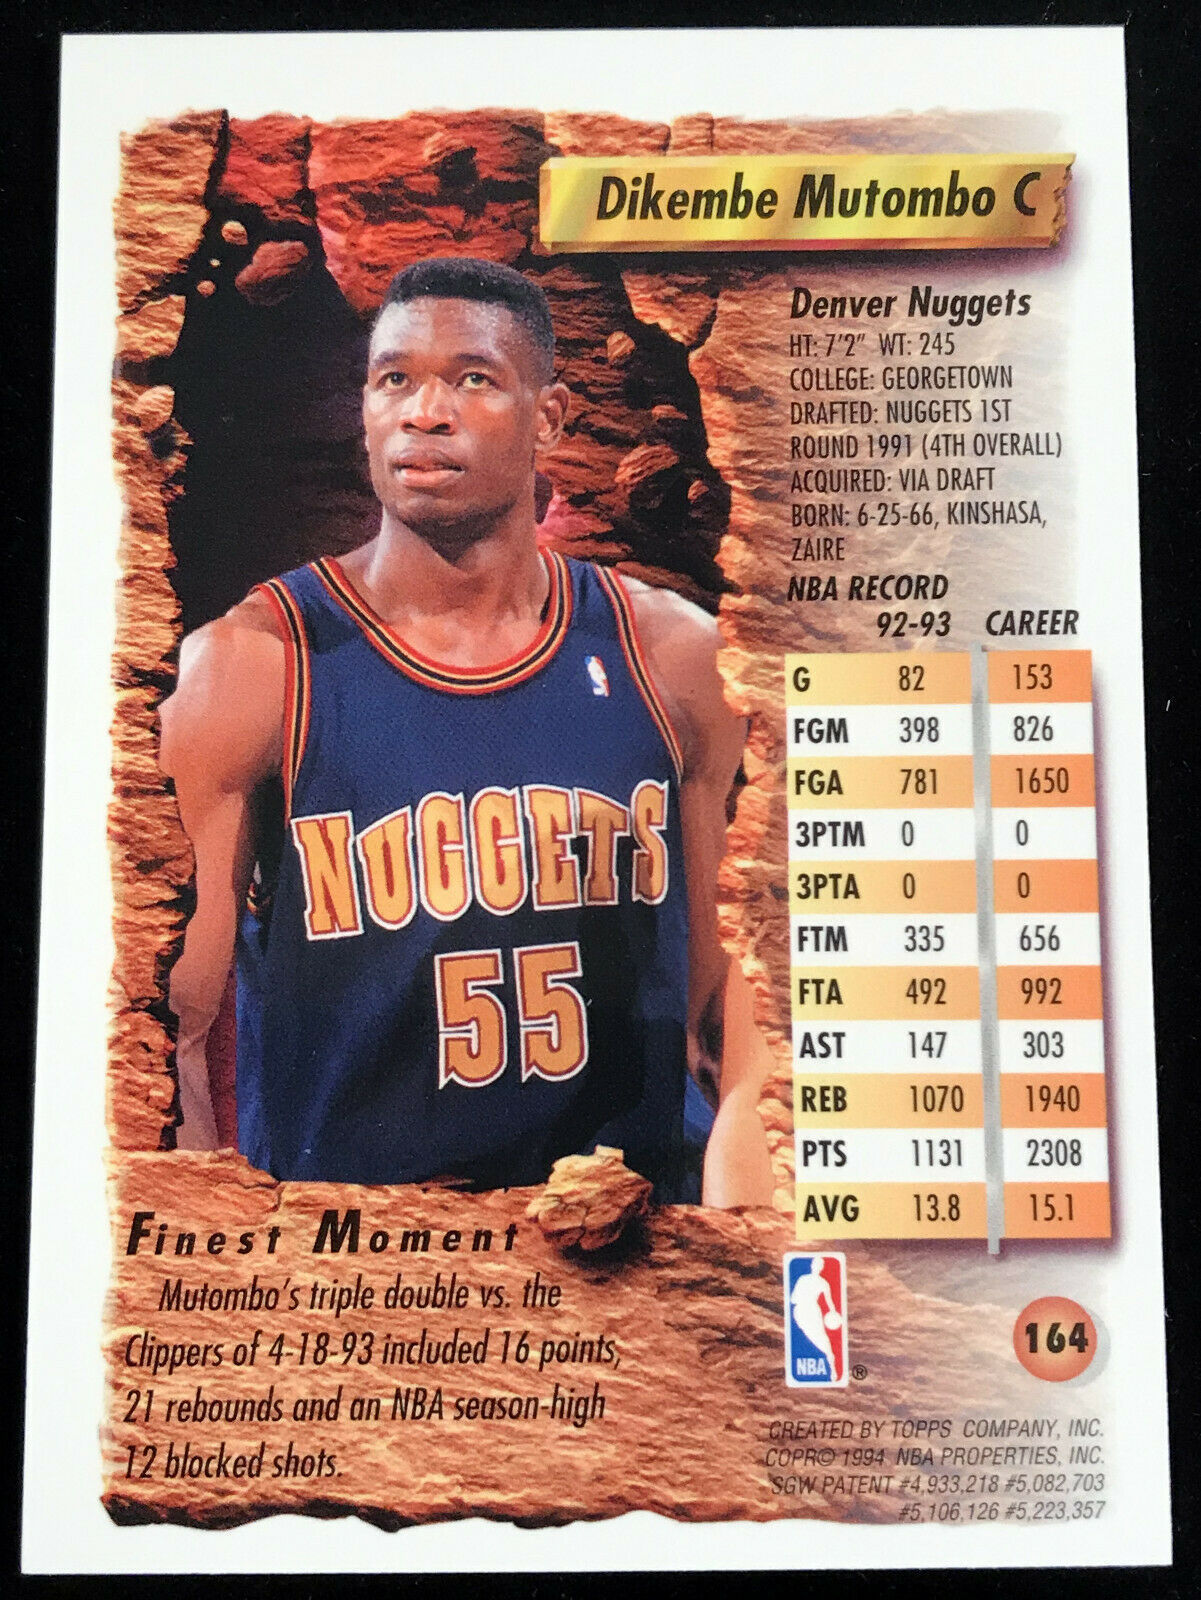 Dikembe Mutombo C
Denver Nuggets
HT: 7'2" WT: 245
COLLEGE: GEORGETOWN
DRAFTED: NUGGETS 1ST
ROUND 1991 (4TH OVERALL)
ACQUIRED: VIA DRAFT
BORN: 6-25-66, KINSHASA,
ZAIRE
NBA RECORD
92-93 CAREER
G 82 153
FGM 398 826
FGA 781 1650
3PTM 0 0
3PTA 0 0
FTM 335 656
FTA 492 992
AST 147 303
REB 1070 1940
PTS 1131 2308
AVG 13.8 15.1
NUGGETS
55
Finest Moment
Mutombo's triple double vs. the
Clippers of 4-18-93 included 16 points,
21 rebounds and an NBA season-high
12 blocked shots.
NBA ®
164
CREATED BY TOPPS COMPANY, INC.
COPR© 1994 NBA PROPERTIES, INC.
SGW PATENT #4,933,218 #5,082,703
#5,106,126 #5,223,357